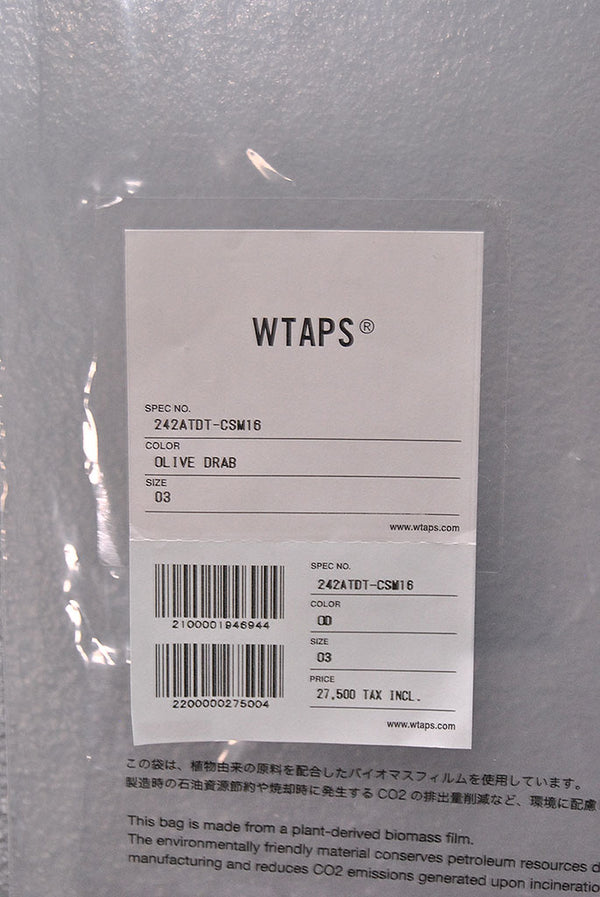 WTAPS®
SPEC NO.
242ATDT-CSM16
COLOR
OLIVE DRAB
SIZE
03
www.wtaps.com
2100001946944
2200000275004
SPEC NO.
242ATDT-CSM16
COLOR
OD
SIZE
03
PRICE
27,500 TAX INCL.
www.wtaps.com
この袋は、植物由来の原料を配合したバイオマスフィルムを使用しています。
製造時の石油資源節約や焼却時に発生するCO2の排出量削減など、環境に配慮
This bag is made from a plant-derived biomass film.
The environmentally friendly material conserves petroleum resources d
manufacturing and reduces CO2 emissions generated upon incineratio